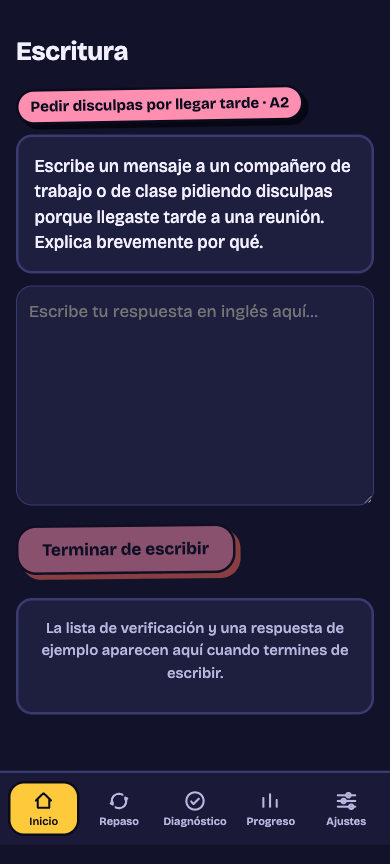 Escritura
Pedir disculpas por llegar tarde · A2
Escribe un mensaje a un compañero de
trabajo o de clase pidiendo disculpas
porque llegaste tarde a una reunión.
Explica brevemente por qué.
Escribe tu respuesta en inglés aquí...
Terminar de escribir
La lista de verificación y una respuesta de
ejemplo aparecen aquí cuando termines de
escribir.
Inicio
Repaso
Diagnóstico
Progreso
Ajustes